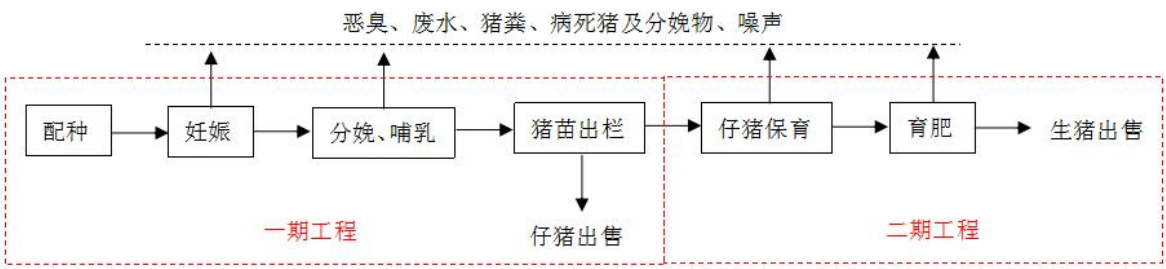 恶臭、废水、猪粪、病死猪及分娩物、噪声
配种
妊娠
分娩、哺乳
猪苗出栏
仔猪保育
育肥
生猪出售
一期工程
仔猪出售
二期工程